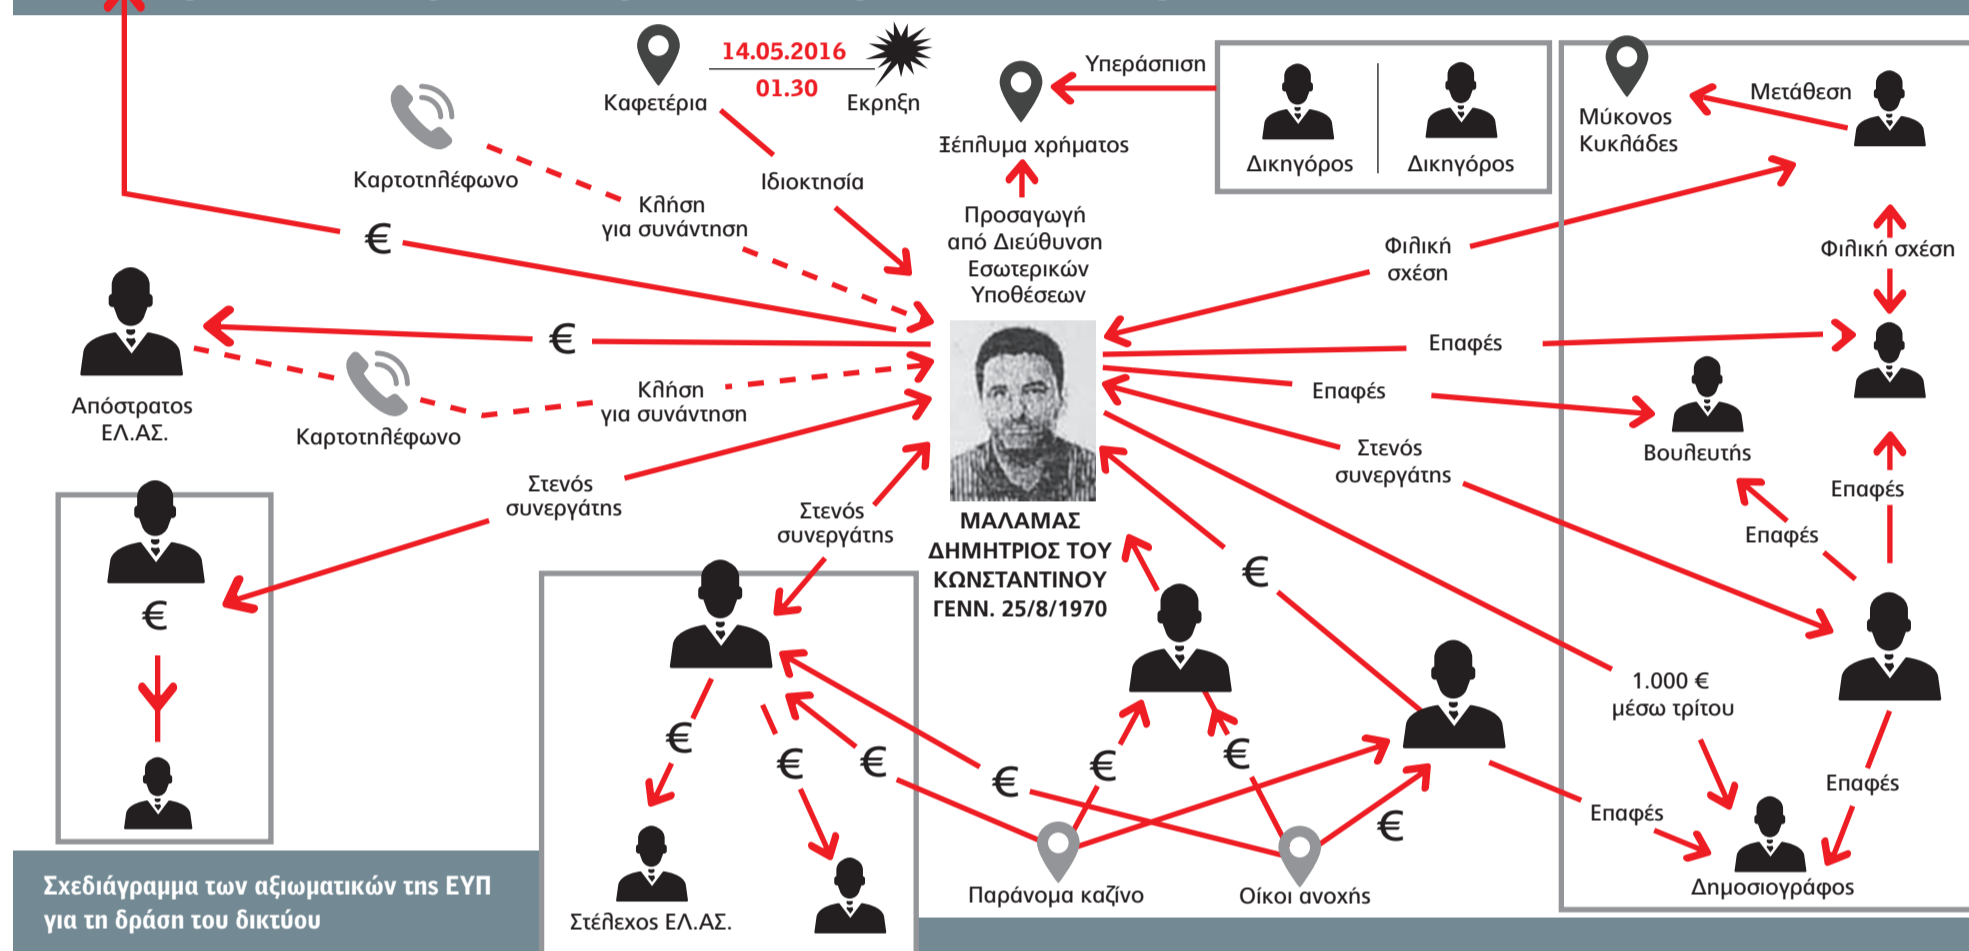 14.05.2016
01.30
Καφετέρια
Εκρηξη
Υπεράσπιση
Δικηγόρος
Δικηγόρος
Μύκονος
Κυκλάδες
Μετάθεση
Καρτοτηλέφωνο
Ιδιοκτησία
Ξέπλυμα χρήματος
Κλήση
για συνάντηση
Προσαγωγή
από Διεύθυνση
Εσωτερικών
Υποθέσεων
Φιλική
σχέση
Φιλική σχέση
€
€
Επαφές
Επαφές
Βουλευτής
Απόστρατος
ΕΛ.ΑΣ.
Καρτοτηλέφωνο
Κλήση
για συνάντηση
Στενός
συνεργάτης
Στενός
συνεργάτης
Στενός
συνεργάτης
Επαφές
Επαφές
ΜΑΛΑΜΑΣ
ΔΗΜΗΤΡΙΟΣ ΤΟΥ
ΚΩΝΣΤΑΝΤΙΝΟΥ
ΓΕΝΝ. 25/8/1970
€
€
1.000 €
μέσω τρίτου
€
€
€
€
€
€
€
Επαφές
Επαφές
Στέλεχος ΕΛ.ΑΣ.
Παράνομα καζίνο
Οίκοι ανοχής
Δημοσιογράφος
Σχεδιάγραμμα των αξιωματικών της ΕΥΠ
για τη δράση του δικτύου